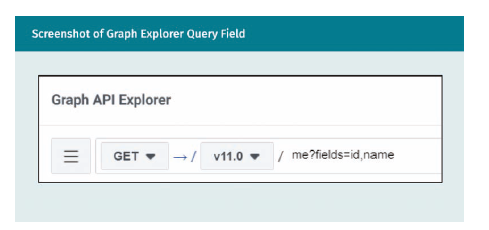 Screenshot of Graph Explorer Query Field
Graph API Explorer
GET → / v11.0 / me?fields=id,name